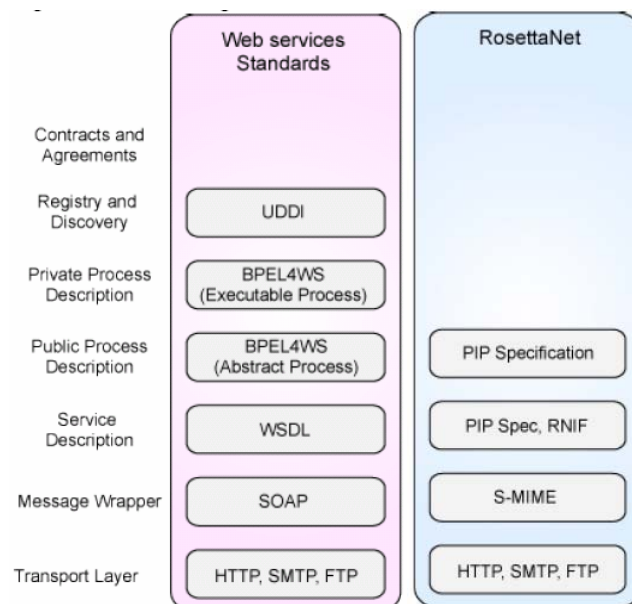 Web services
Standards
RosettaNet
Contracts and
Agreements
Registry and
Discovery
UDDI
Private Process
Description
BPEL4WS
(Executable Process)
Public Process
Description
BPEL4WS
(Abstract Process)
PIP Specification
Service
Description
WSDL
PIP Spec, RNIF
Message Wrapper
SOAP
S-MIME
Transport Layer
HTTP, SMTP, FTP
HTTP, SMTP, FTP